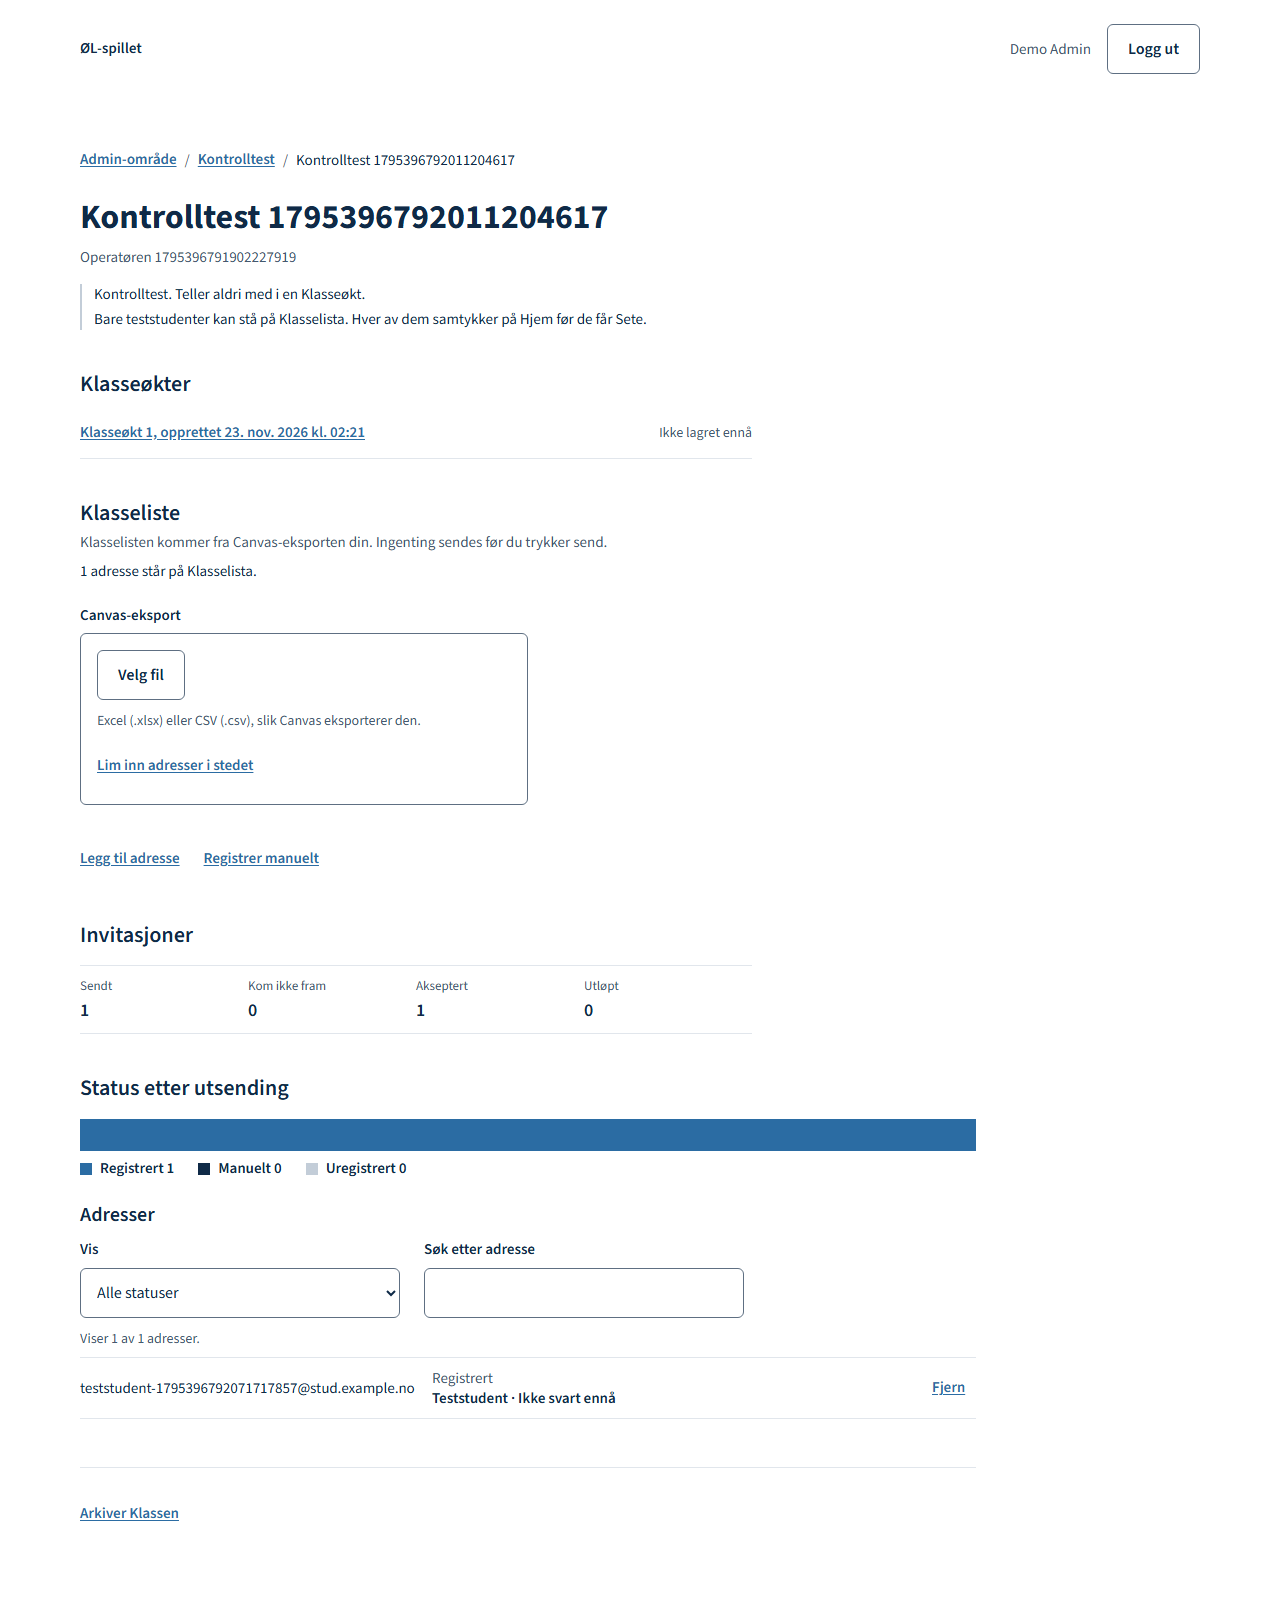 ØL-spillet
Demo Admin
Logg ut
Admin-område / Kontrolltest / Kontrolltest 1795396792011204617
Kontrolltest 1795396792011204617
Operatøren 1795396791902227919
Kontrolltest. Teller aldri med i en Klasseøkt.
Bare teststudenter kan stå på Klasselista. Hver av dem samtykker på Hjem før de får Sete.
Klasseøkter
Klasseøkt 1, opprettet 23. nov. 2026 kl. 02:21
Ikke lagret ennå
Klasseliste
Klasselisten kommer fra Canvas-eksporten din. Ingenting sendes før du trykker send.
1 adresse står på Klasselista.
Canvas-eksport
Velg fil
Excel (.xlsx) eller CSV (.csv), slik Canvas eksporterer den.
Lim inn adresser i stedet
Legg til adresse
Registrer manuelt
Invitasjoner
Sendt
1
Kom ikke fram
0
Akseptert
1
Utløpt
0
Status etter utsending
Registrert 1
Manuelt 0
Uregistrert 0
Adresser
Vis
Alle statuser
Søk etter adresse
Viser 1 av 1 adresser.
teststudent-1795396792071717857@stud.example.no
Registrert
Teststudent · Ikke svart ennå
Fjern
Arkiver Klassen